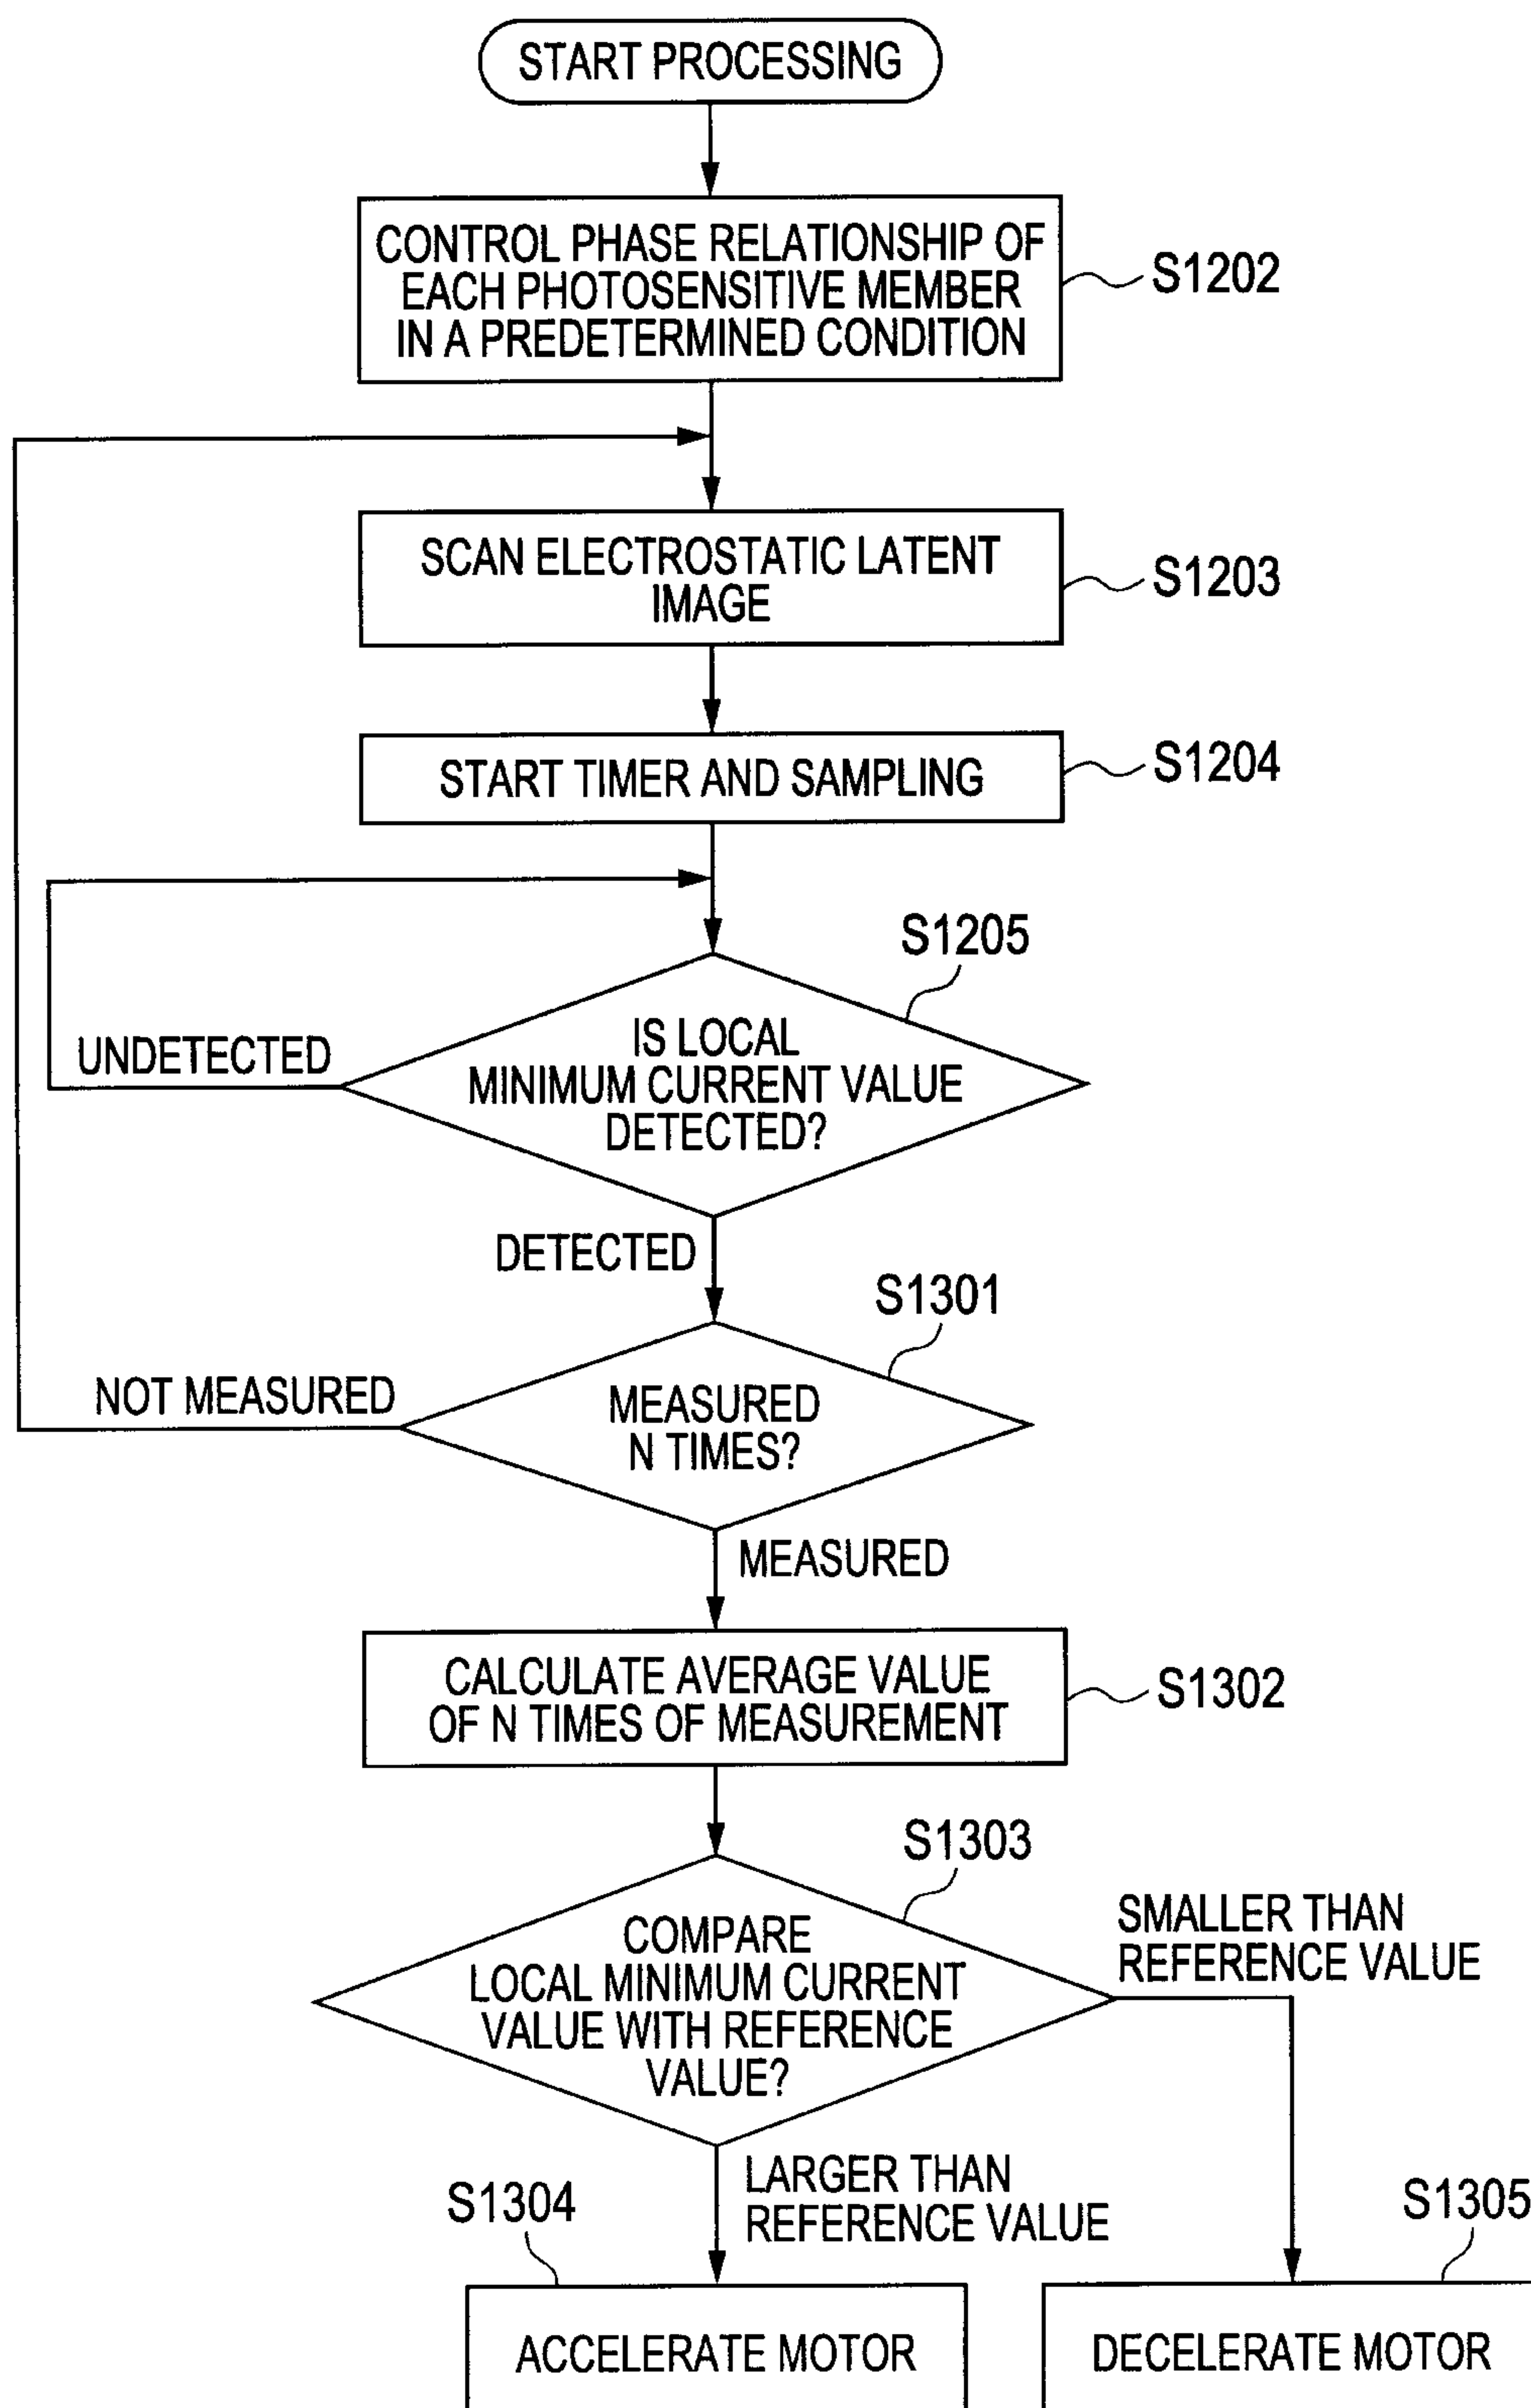 START PROCESSING
CONTROL PHASE RELATIONSHIP OF
EACH PHOTOSENSITIVE MEMBER
IN A PREDETERMINED CONDITION
S1202
SCAN ELECTROSTATIC LATENT
IMAGE
S1203
START TIMER AND SAMPLING
S1204
S1205
IS LOCAL
MINIMUM CURRENT VALUE
DETECTED?
UNDETECTED
DETECTED
S1301
MEASURED
N TIMES?
NOT MEASURED
MEASURED
CALCULATE AVERAGE VALUE
OF N TIMES OF MEASUREMENT
S1302
S1303
COMPARE
LOCAL MINIMUM CURRENT
VALUE WITH REFERENCE
VALUE?
SMALLER THAN
REFERENCE VALUE
LARGER THAN
REFERENCE VALUE
S1304
ACCELERATE MOTOR
S1305
DECELERATE MOTOR